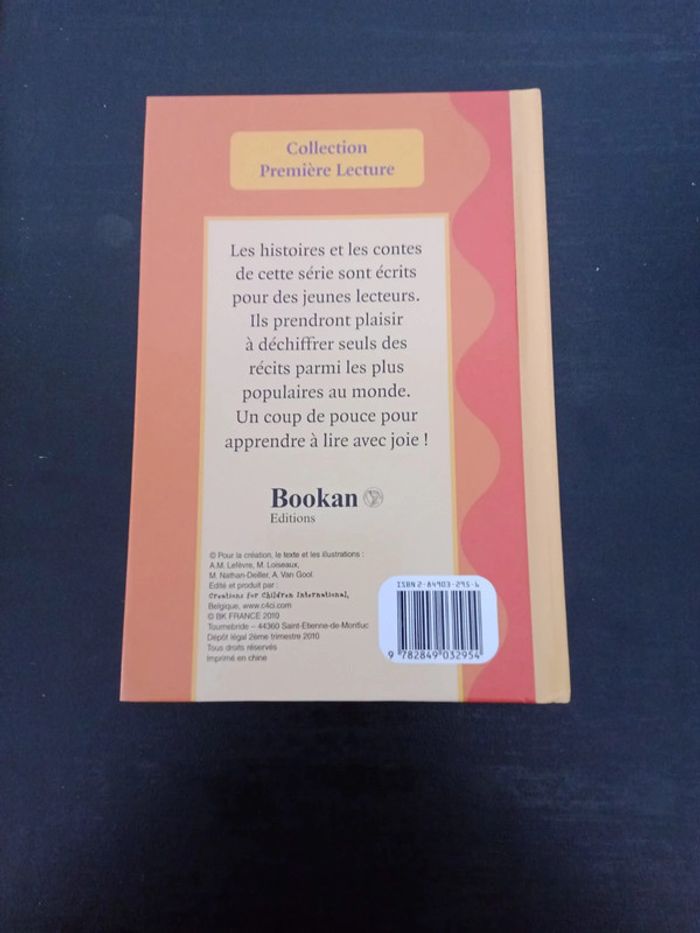 Collection
Première Lecture
Les histoires et les contes
de cette série sont écrits
pour des jeunes lecteurs.
Ils prendront plaisir
à déchiffrer seuls des
récits parmi les plus
populaires au monde.
Un coup de pouce pour
apprendre à lire avec joie !
Bookan
Editions
© Pour la création, le texte et les illustrations :
A.M. Lefèvre, M. Loiseaux,
M. Nathan-Deiller, A. Van Gool.
Edité et produit par :
Creations for Children International,
Belgique, www.c4ci.com
© BK FRANCE 2010
Tournebride – 44360 Saint-Etienne-de-Montluc
Dépôt légal 2ème trimestre 2010
Tous droits réservés
Imprimé en chine
ISBN 2-84903-295-6
9 782849 032954